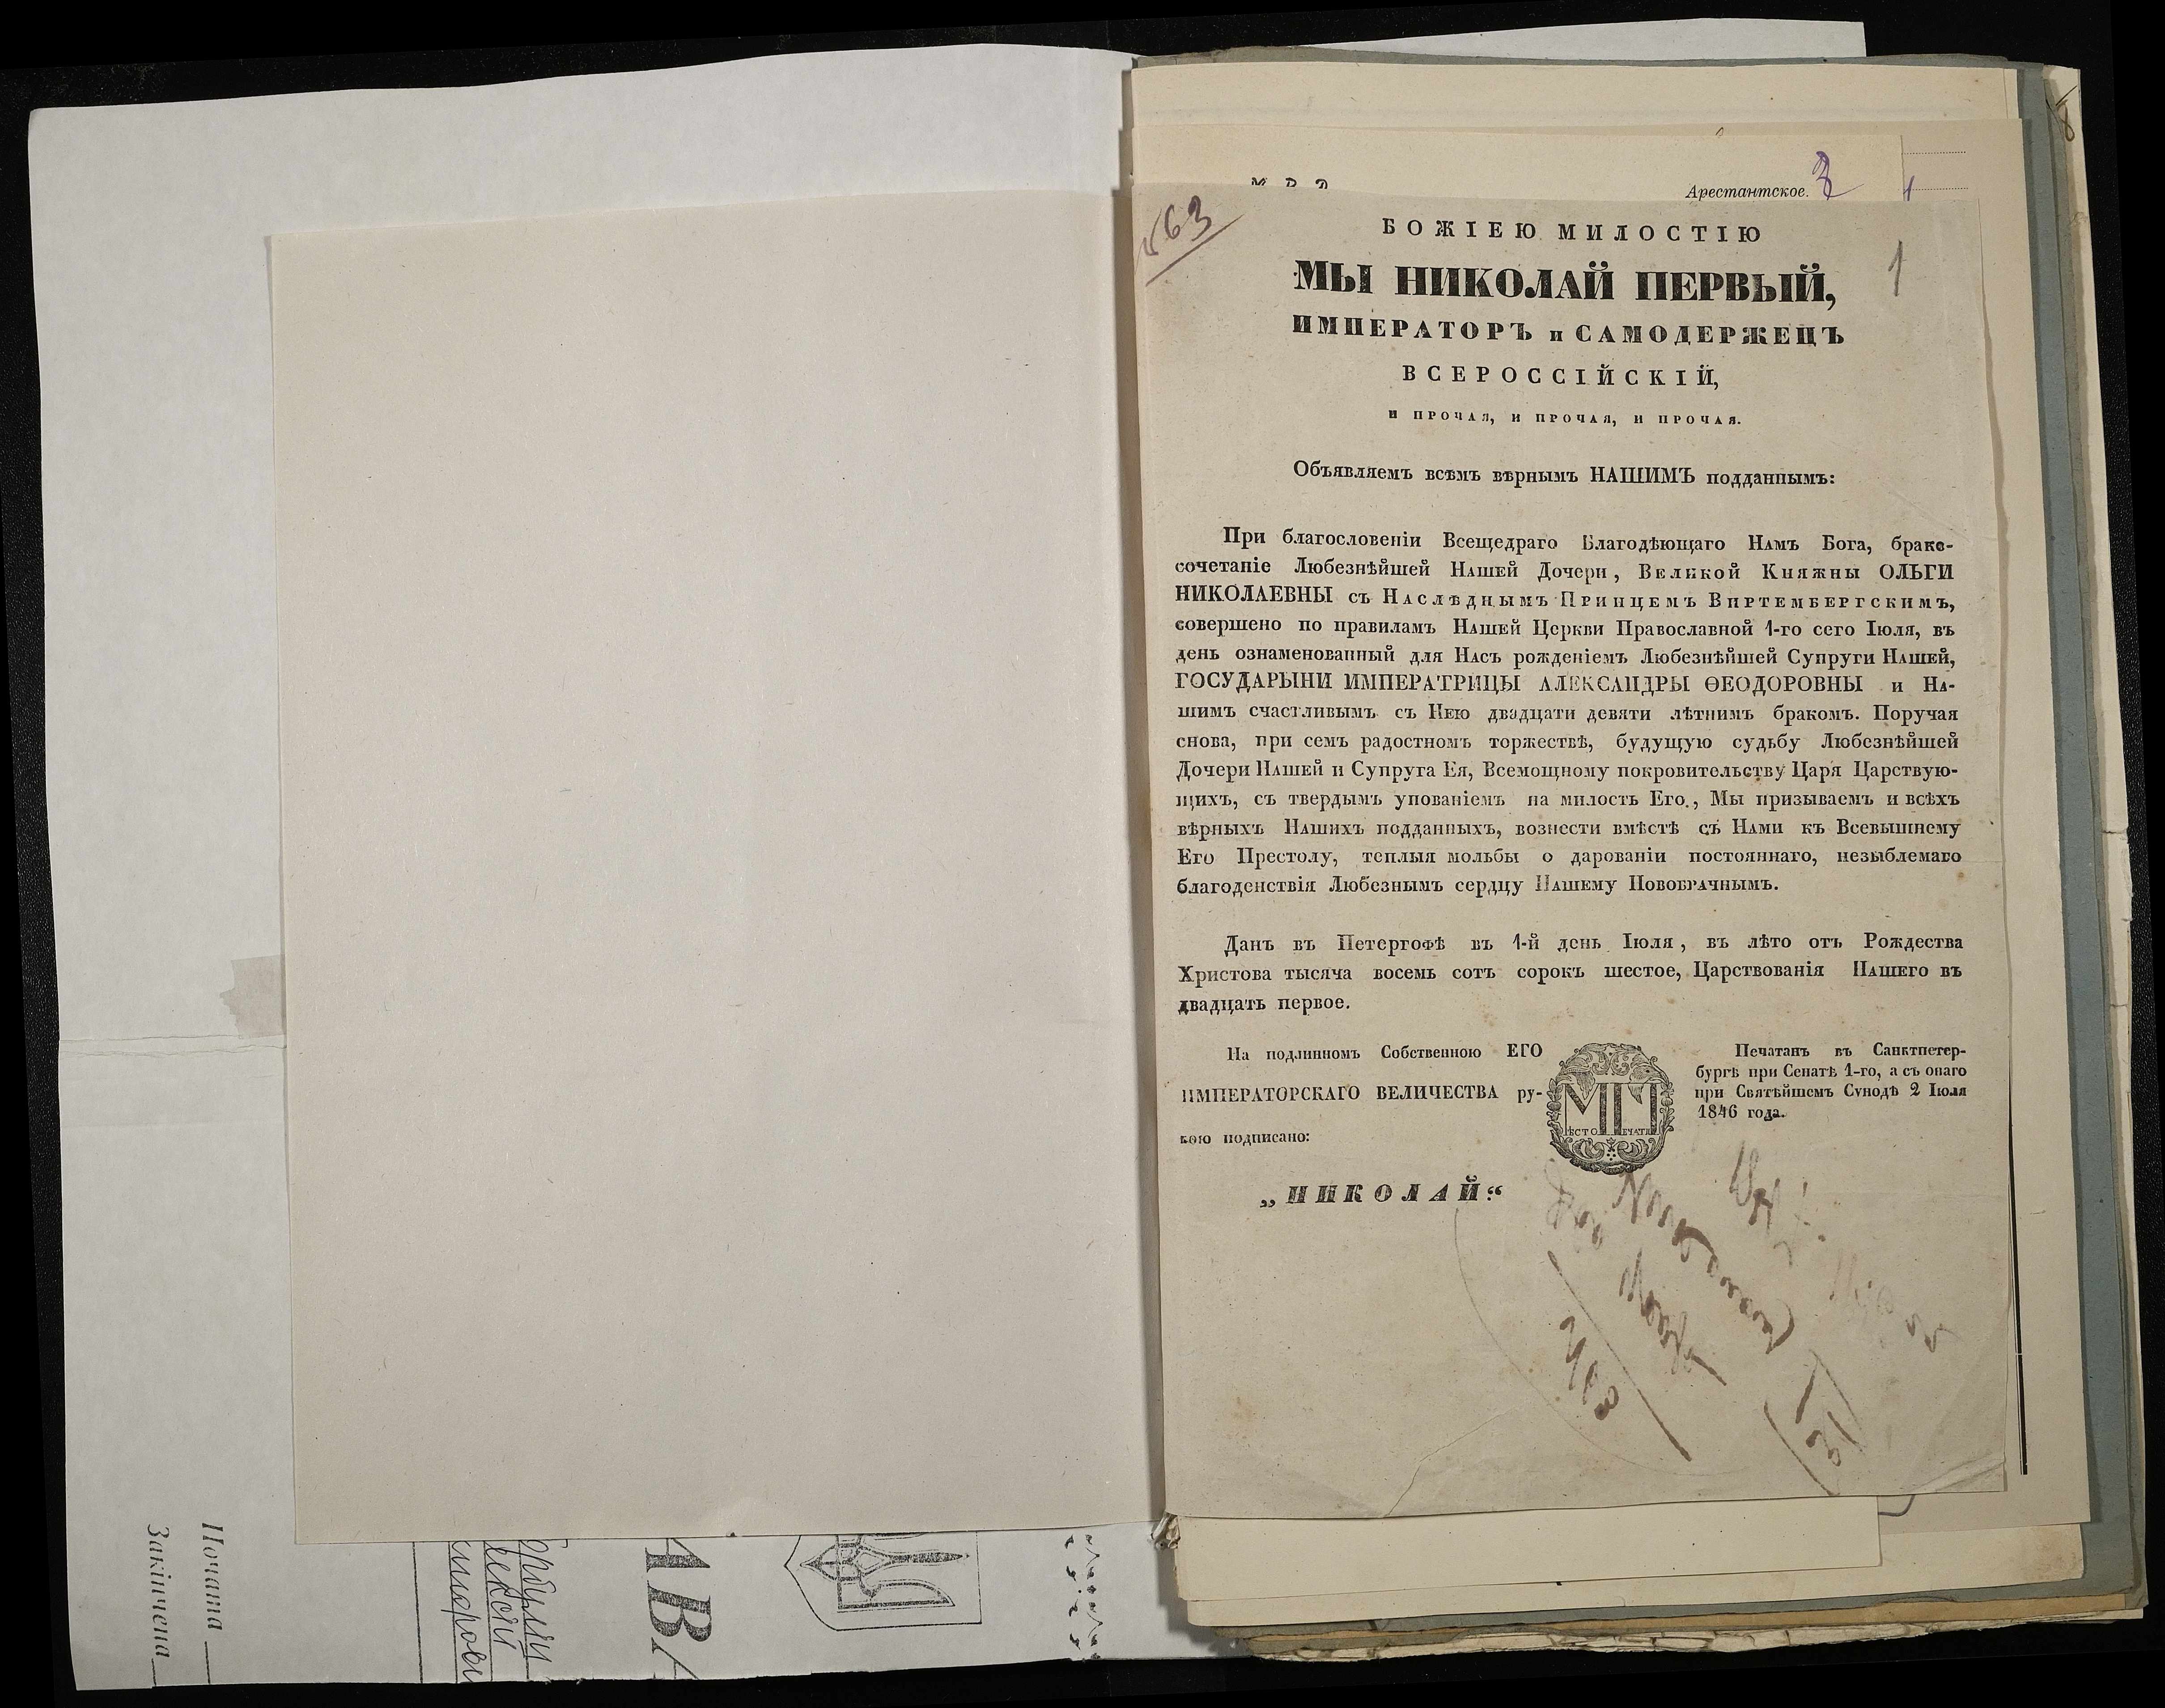 Арестантское. 3
563
1
БОЖІЕЮ МИЛОСТІЮ
МЫ НИКОЛАЙ ПЕРВЫЙ,
ИМПЕРАТОРЪ и САМОДЕРЖЕЦЪ
ВСЕРОССІЙСКІЙ,
И ПРОЧАЯ, И ПРОЧАЯ, И ПРОЧАЯ.
Объявляемъ всѣмъ вѣрнымъ НАШИМЪ подданнымъ:
При благословеніи Всещедраго Благодѣющаго Намъ Бога, брако-
сочетаніе Любезнѣйшей Нашей Дочери, Великой Княжны ОЛЬГИ
НИКОЛАЕВНЫ съ Наслѣднымъ Принцемъ Виртембергскимъ,
совершено по правиламъ Нашей Церкви Православной 1-го сего Іюля, въ
день ознаменованный для Насъ рожденіемъ Любезнѣйшей Супруги Нашей,
ГОСУДАРЫНИ ИМПЕРАТРИЦЫ АЛЕКСАНДРЫ ѲЕОДОРОВНЫ и На-
шимъ счастливымъ съ Нею двадцати девяти лѣтнимъ бракомъ. Поручая
снова, при семъ радостномъ торжествѣ, будущую судьбу Любезнѣйшей
Дочери Нашей и Супруга Ея, Всемощному покровительству Царя Царствую-
щихъ, съ твердымъ упованіемъ на милость Его, Мы призываемъ и всѣхъ
вѣрныхъ Нашихъ подданныхъ, вознести вмѣстѣ съ Нами къ Всевышнему
Его Престолу, теплыя мольбы о дарованіи постояннаго, незыблемаго
благоденствія Любезнымъ сердцу Нашему Новобрачнымъ.
Данъ въ Петергофѣ въ 1-й день Іюля, въ лѣто отъ Рождества
Христова тысяча восемь сотъ сорокъ шестое, Царствованія Нашего въ
двадцать первое.
На подлинномъ Собственною ЕГО
ИМПЕРАТОРСКАГО ВЕЛИЧЕСТВА ру-
кою подписано:
„НИКОЛАЙ“
МѢСТО ПЕЧАТИ
Печатанъ въ Санктпетер-
бургѣ при Сенатѣ 1-го, а съ онаго
при Святѣйшемъ Сѵнодѣ 2 Іюля
1846 года.
Почата
Закінчена